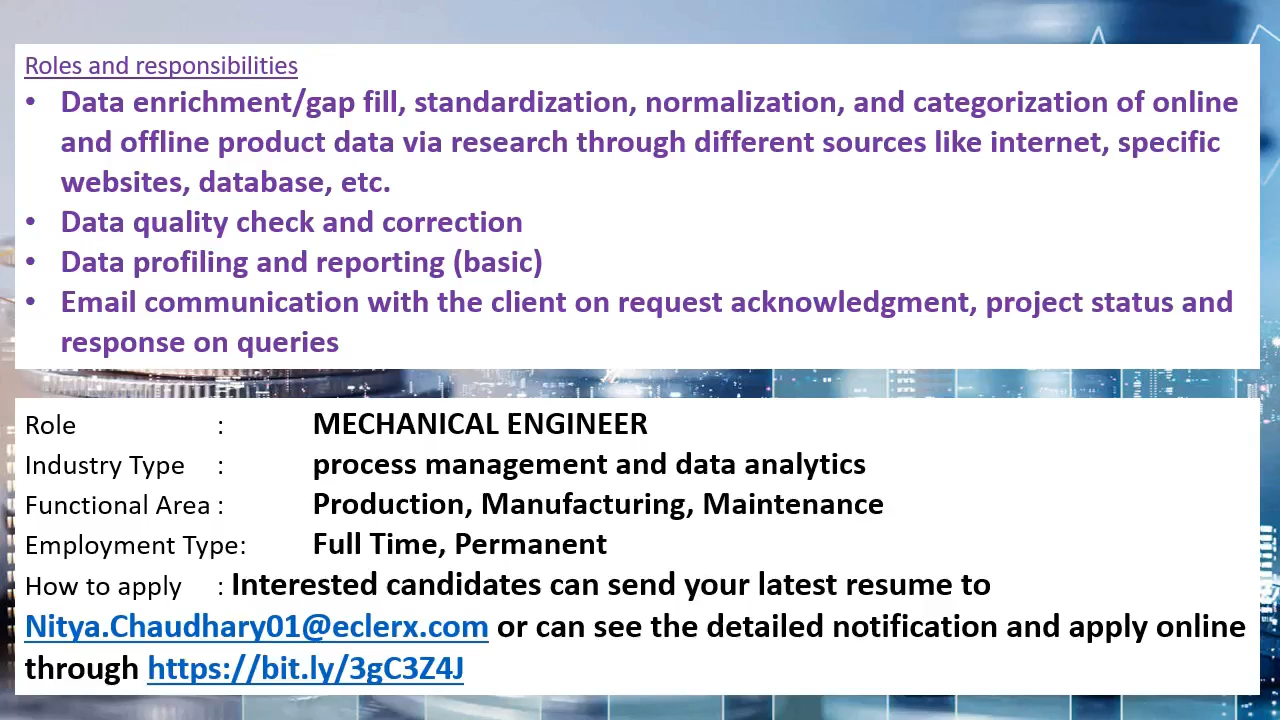 Roles and responsibilities
• Data enrichment/gap fill, standardization, normalization, and categorization of online
and offline product data via research through different sources like internet, specific
websites, database, etc.
• Data quality check and correction
• Data profiling and reporting (basic)
• Email communication with the client on request acknowledgment, project status and
response on queries
Role : MECHANICAL ENGINEER
Industry Type : process management and data analytics
Functional Area : Production, Manufacturing, Maintenance
Employment Type: Full Time, Permanent
How to apply : Interested candidates can send your latest resume to
Nitya.Chaudhary01@eclerx.com or can see the detailed notification and apply online
through https://bit.ly/3gC3Z4J